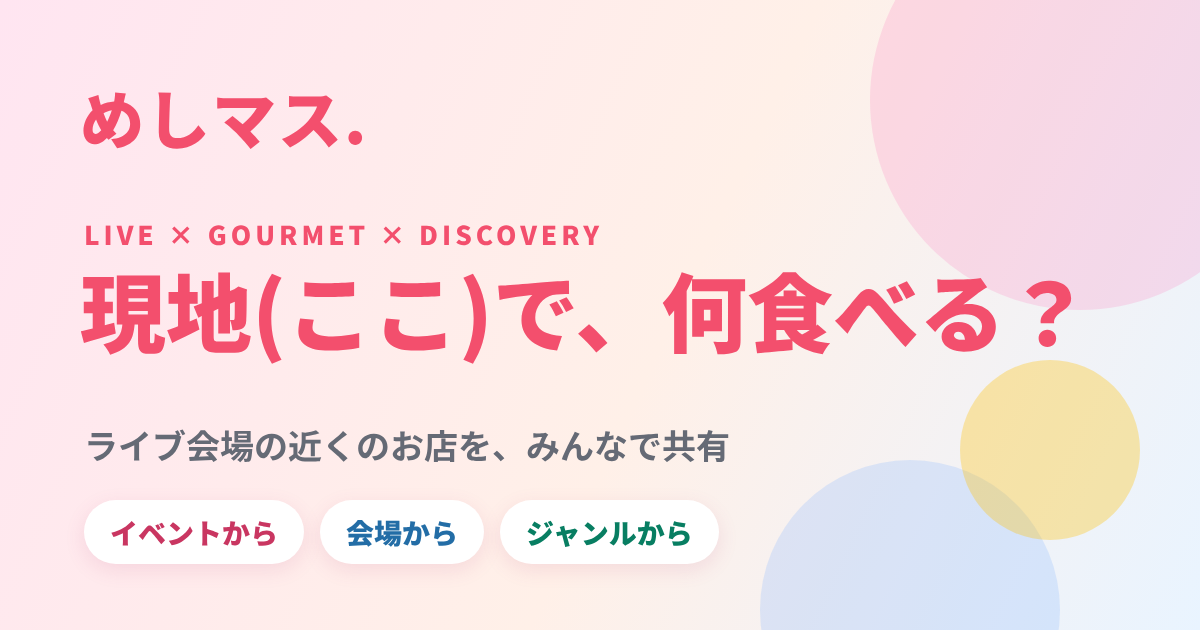 めしマス.
LIVE × GOURMET × DISCOVERY
現地(ここ)で、何食べる？
ライブ会場の近くのお店を、みんなで共有
イベントから 会場から ジャンルから